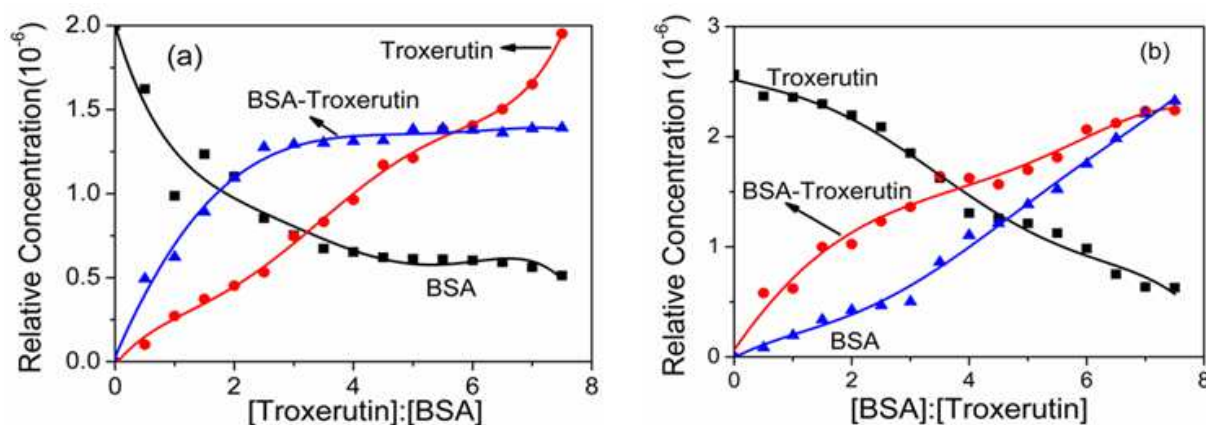 (a)
Troxerutin
BSA-Troxerutin
BSA
Relative Concentration(10⁻⁶)
2.0
1.5
1.0
0.5
0.0
0 2 4 6 8
[Troxerutin]:[BSA]
(b)
Troxerutin
BSA-Troxerutin
BSA
Relative Concentration (10⁻⁶)
3
2
1
0
0 2 4 6 8
[BSA]:[Troxerutin]